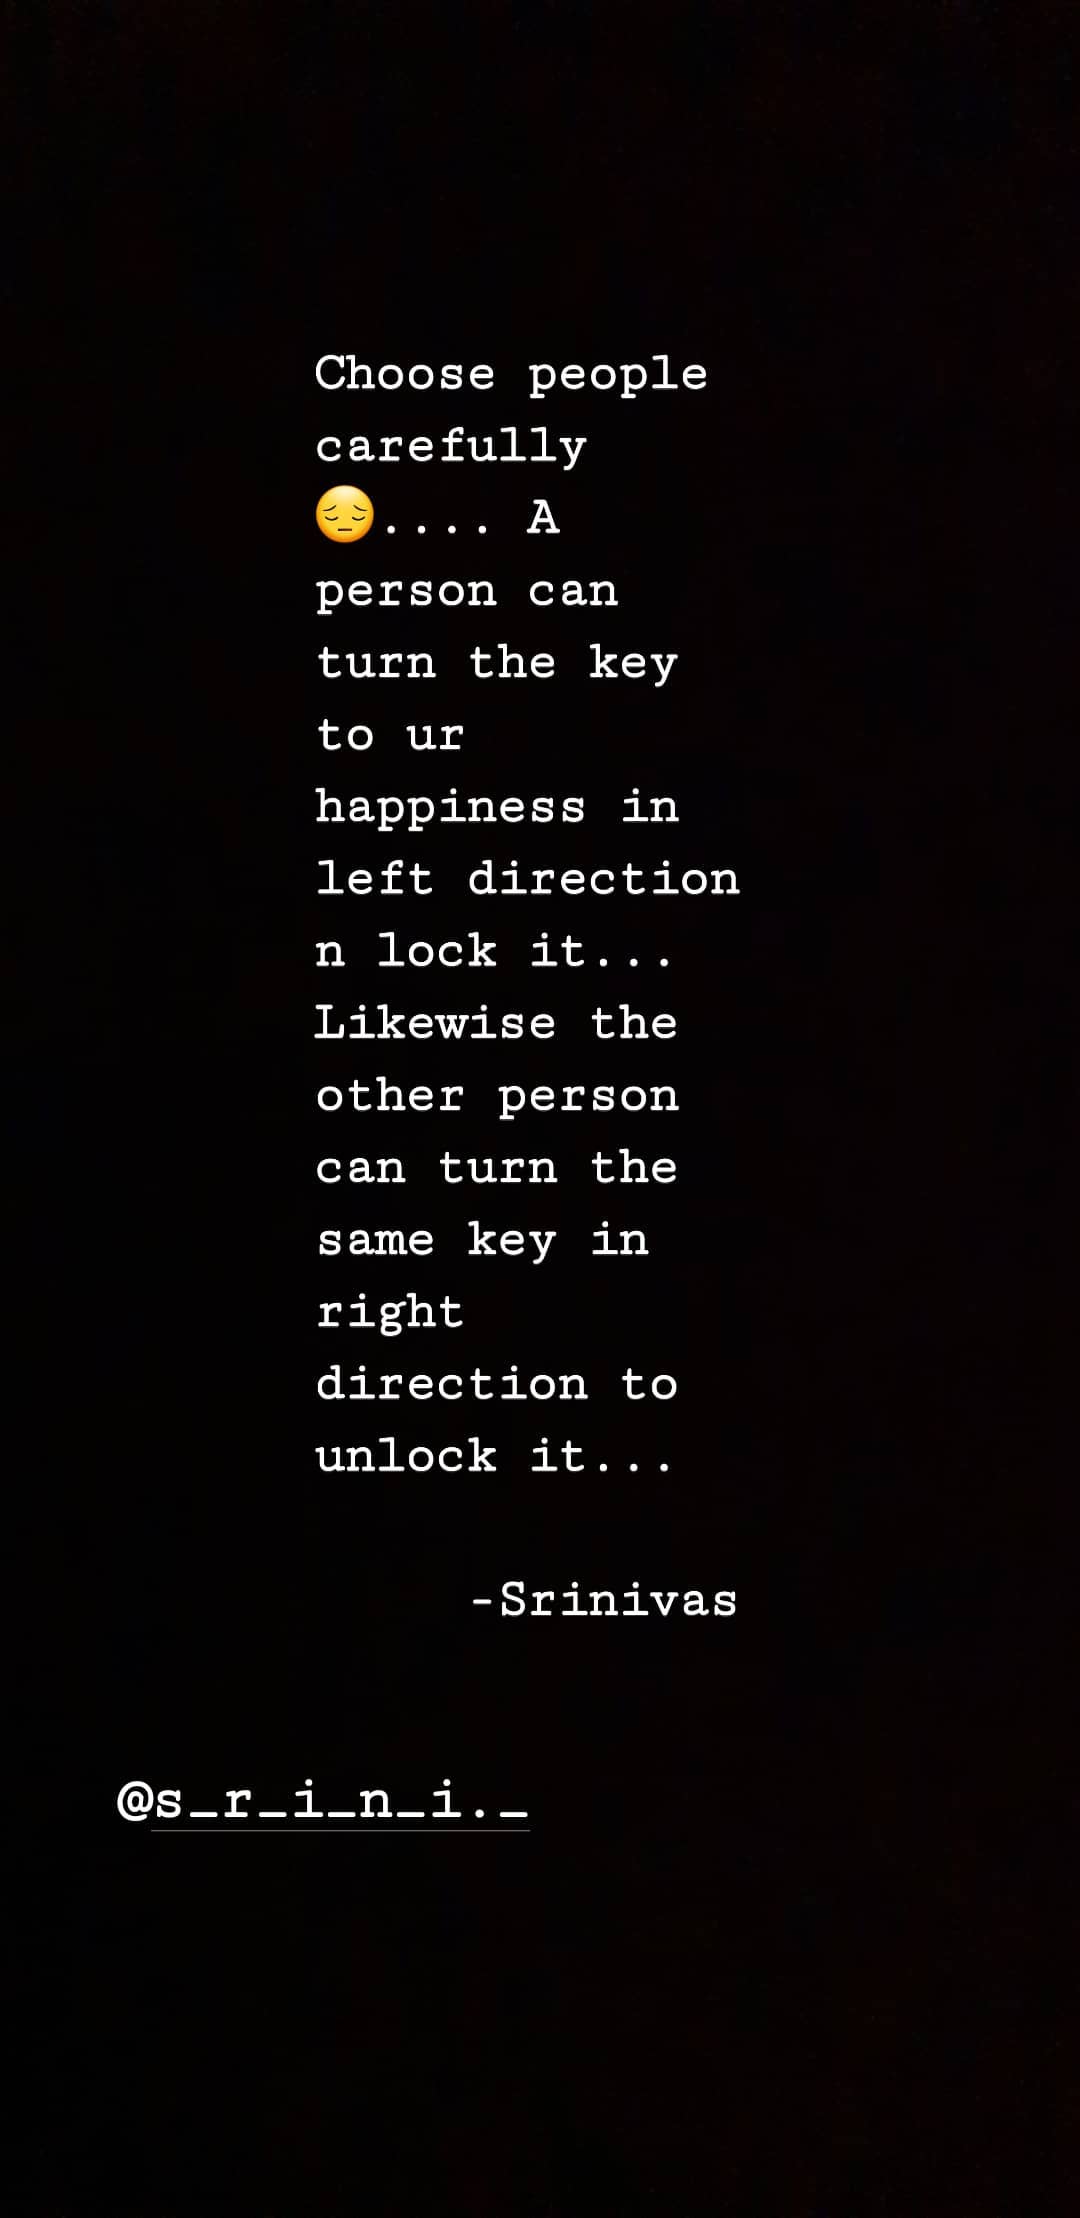 Choose people
carefully
😔.... A
person can
turn the key
to ur
happiness in
left direction
n lock it...
Likewise the
other person
can turn the
same key in
right
direction to
unlock it...
-Srinivas
@s_r_i_n_i._